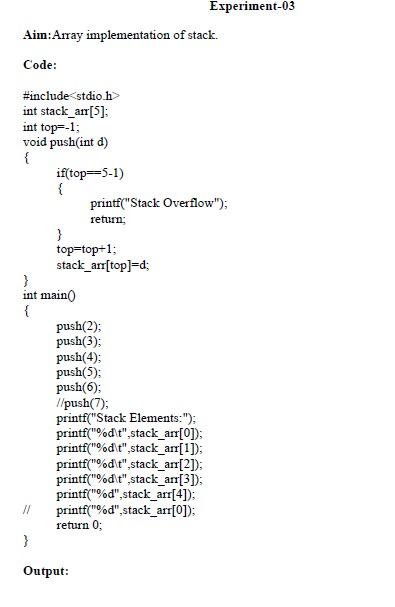 Experiment-03
Aim:Array implementation of stack.
Code:
#include<stdio.h>
int stack_arr[5];
int top=-1;
void push(int d)
{
if(top==5-1)
{
printf("Stack Overflow");
return;
}
top=top+1;
stack_arr[top]=d;
}
int main()
{
push(2);
push(3);
push(4);
push(5);
push(6);
//push(7);
printf("Stack Elements:");
printf("%d\t",stack_arr[0]);
printf("%d\t",stack_arr[1]);
printf("%d\t",stack_arr[2]);
printf("%d\t",stack_arr[3]);
printf("%d",stack_arr[4]);
// printf("%d",stack_arr[0]);
return 0;
}
Output: